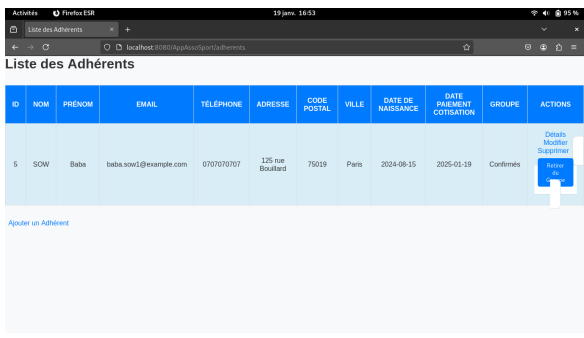 Activités Firefox ESR 19 janv. 16:53 95 %
Liste des Adhérents × +
localhost:8080/AppAssoSport/adherents
Liste des Adhérents
ID NOM PRÉNOM EMAIL TÉLÉPHONE ADRESSE CODE POSTAL VILLE DATE DE NAISSANCE DATE PAIEMENT COTISATION GROUPE ACTIONS
5 SOW Baba baba.sow1@example.com 0707070707 125 rue Bouillard 75019 Paris 2024-08-15 2025-01-19 Confirmés
Détails
Modifier
Supprimer
Retirer
du
Ajouter un Adhérent